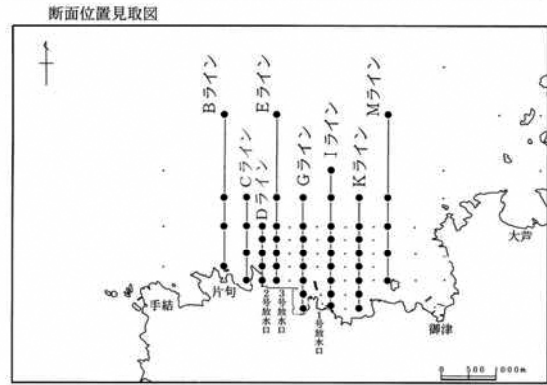 断面位置見取図
Bライン
Cライン
Dライン
Eライン
Gライン
Iライン
Kライン
Mライン
大芦
手結
片句
2号放水口
3号放水口
1号放水口
御津
0 500 1000m